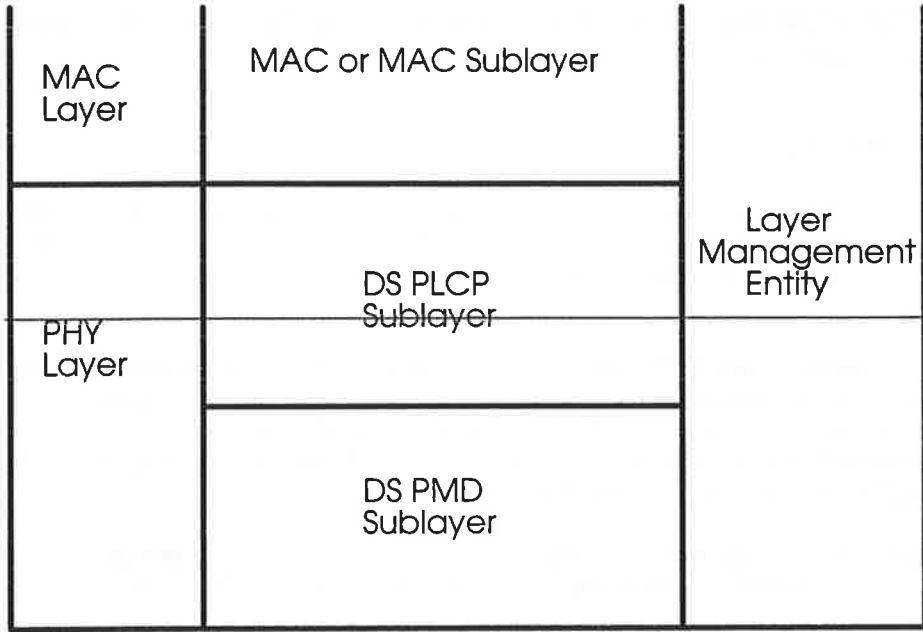 MAC
Layer
MAC or MAC Sublayer
Layer
Management
Entity
DS PLCP
Sublayer
PHY
Layer
DS PMD
Sublayer